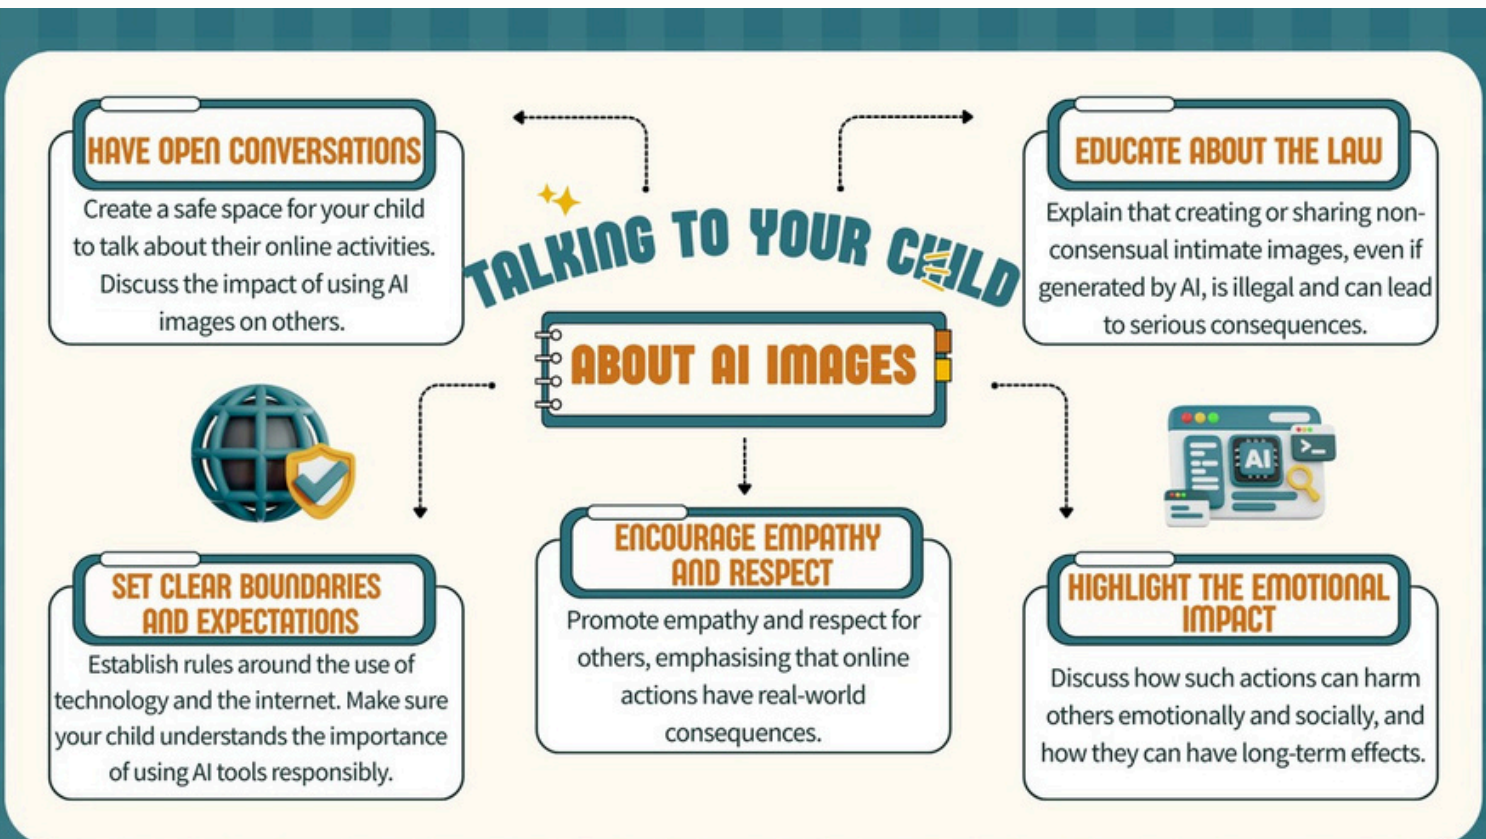 TALKING TO YOUR CHILD
ABOUT AI IMAGES
HAVE OPEN CONVERSATIONS
Create a safe space for your child
to talk about their online activities.
Discuss the impact of using AI
images on others.
EDUCATE ABOUT THE LAW
Explain that creating or sharing non-
consensual intimate images, even if
generated by AI, is illegal and can lead
to serious consequences.
SET CLEAR BOUNDARIES
AND EXPECTATIONS
Establish rules around the use of
technology and the internet. Make sure
your child understands the importance
of using AI tools responsibly.
ENCOURAGE EMPATHY
AND RESPECT
Promote empathy and respect for
others, emphasising that online
actions have real-world
consequences.
AI
>_
HIGHLIGHT THE EMOTIONAL
IMPACT
Discuss how such actions can harm
others emotionally and socially, and
how they can have long-term effects.